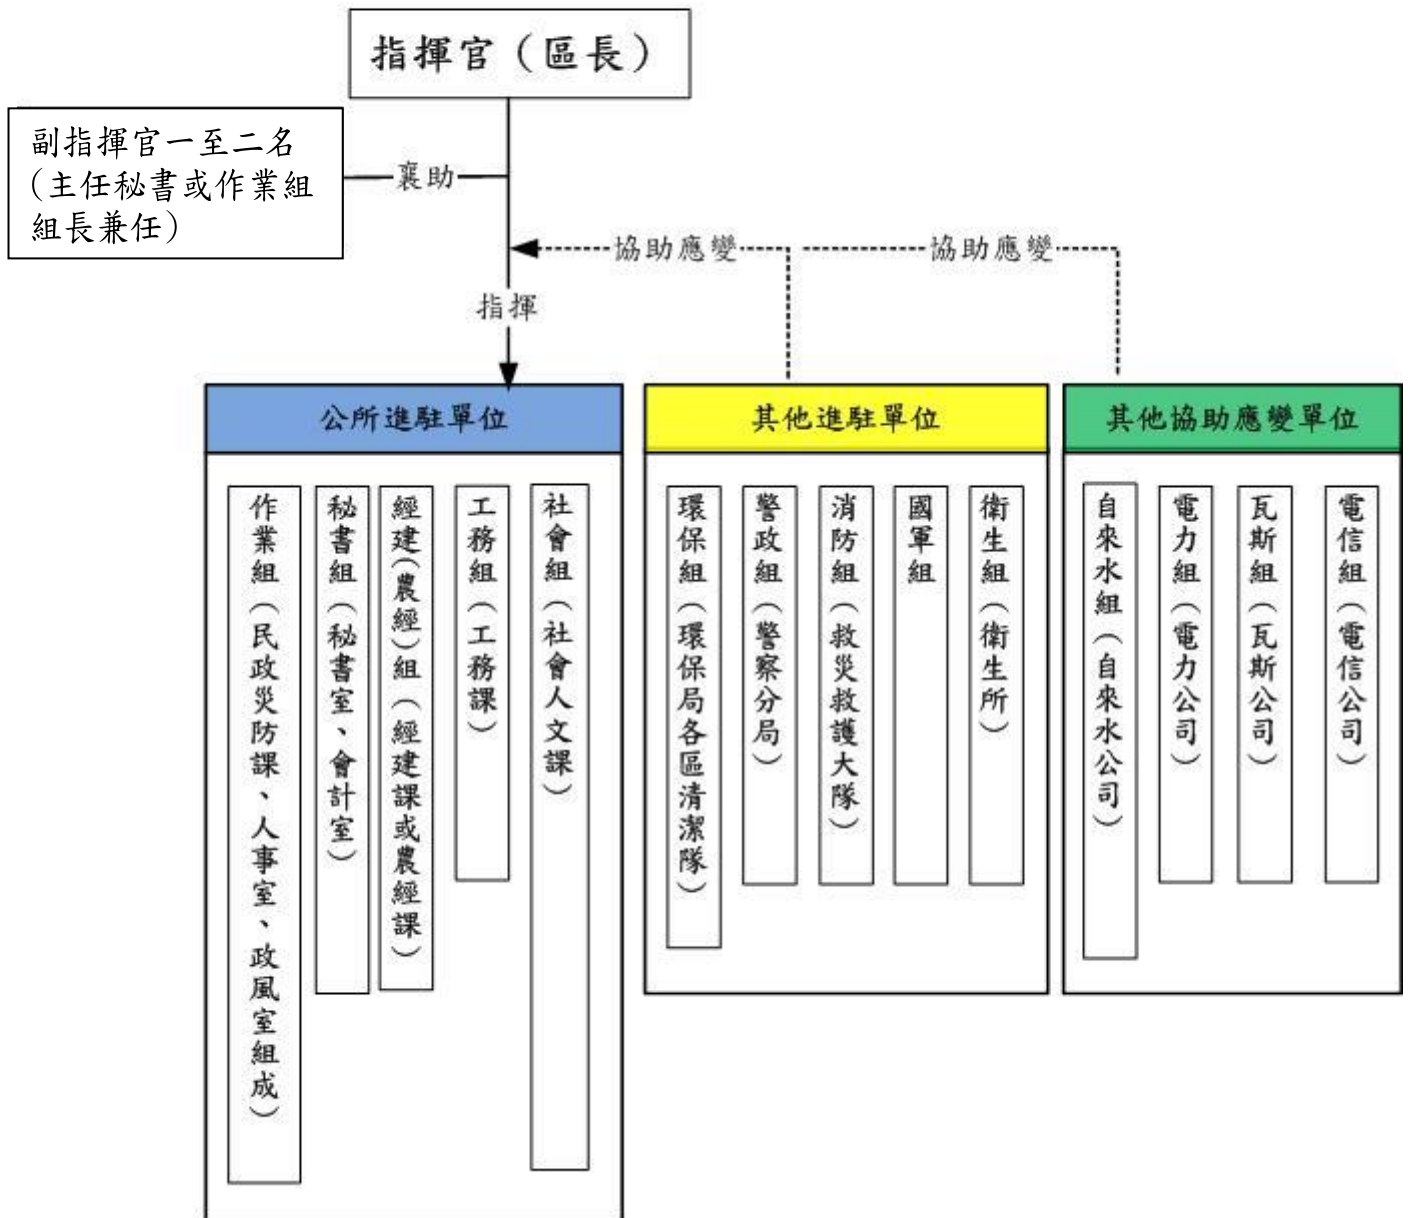 指揮官（區長）
副指揮官一至二名
（主任秘書或作業組
組長兼任）
襄助
協助應變
協助應變
指揮
公所進駐單位
作業組（民政災防課、人事室、政風室組成）
秘書組（秘書室、會計室）
經建（農經）組（經建課或農經課）
工務組（工務課）
社會組（社會人文課）
其他進駐單位
環保組（環保局各區清潔隊）
警政組（警察分局）
消防組（救災救護大隊）
國軍組
衛生組（衛生所）
其他協助應變單位
自來水組（自來水公司）
電力組（電力公司）
瓦斯組（瓦斯公司）
電信組（電信公司）